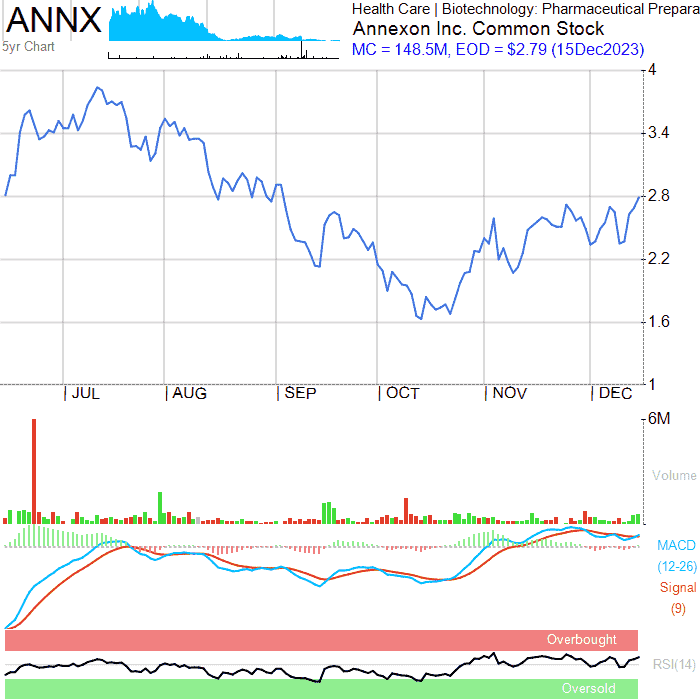 ANNX
5yr Chart
Health Care | Biotechnology: Pharmaceutical Prepara
Annexon Inc. Common Stock
MC = 148.5M, EOD = $2.79 (15Dec2023)
4
3.4
2.8
2.2
1.6
1
JUL AUG SEP OCT NOV DEC
6M
Volume
MACD
(12-26)
Signal
(9)
Overbought
RSI(14)
Oversold